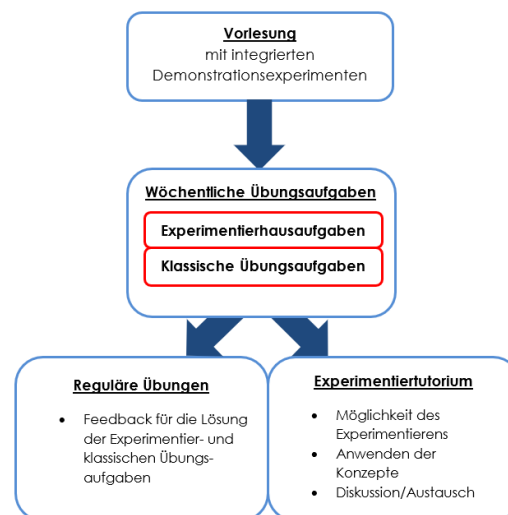 Vorlesung
mit integrierten
Demonstrationsexperimenten
Wöchentliche Übungsaufgaben
Experimentierhausaufgaben
Klassische Übungsaufgaben
Reguläre Übungen
• Feedback für die Lösung
der Experimentier- und
klassischen Übungs-
aufgaben
Experimentiertutorium
• Möglichkeit des
Experimentierens
• Anwenden der
Konzepte
• Diskussion/Austausch